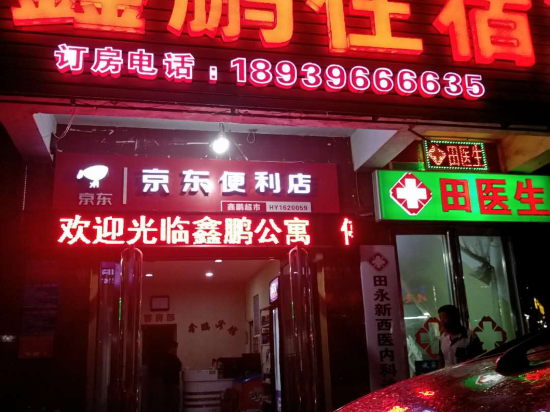 鑫鹏住宿
订房电话：18939666635
京东
京东便利店
鑫鹏超市 HY1620059
欢迎光临鑫鹏公寓
田医生
田医生
田永新西医内科